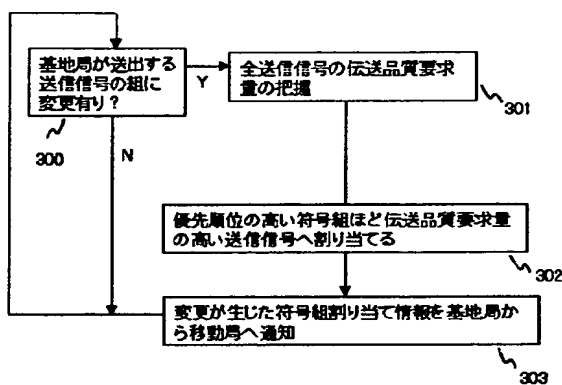 基地局が送出する
送信信号の組に
変更有り？
Y
300
N
全送信信号の伝送品質要求
量の把握
301
優先順位の高い符号組ほど伝送品質要求量
の高い送信信号へ割り当てる
302
変更が生じた符号組割り当て情報を基地局か
ら移動局へ通知
303